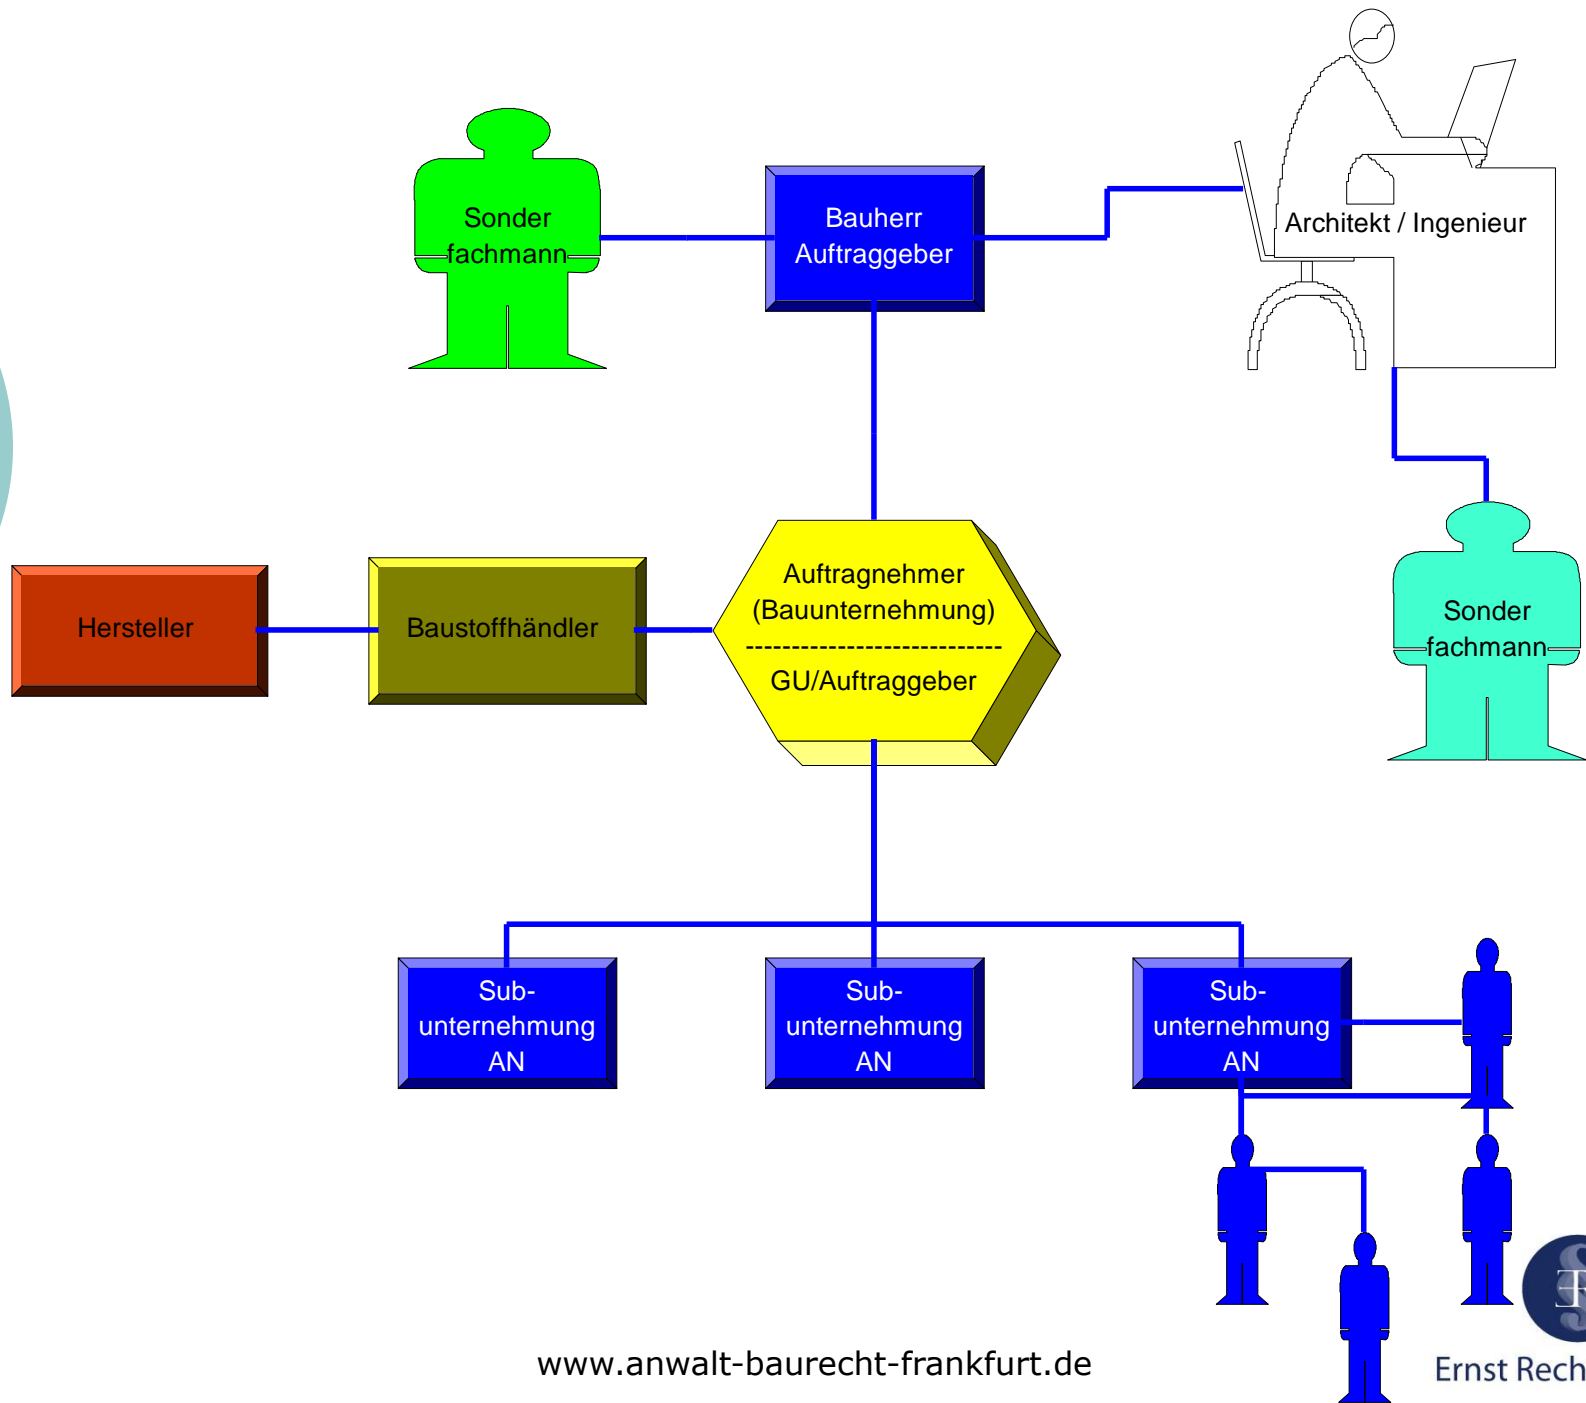 Sonder
fachmann
Bauherr
Auftraggeber
Architekt / Ingenieur
Hersteller
Baustoffhändler
Auftragnehmer
(Bauunternehmung)
----------------------------
GU/Auftraggeber
Sonder
fachmann
Sub-
unternehmung
AN
Sub-
unternehmung
AN
Sub-
unternehmung
AN
www.anwalt-baurecht-frankfurt.de
Ernst Rech